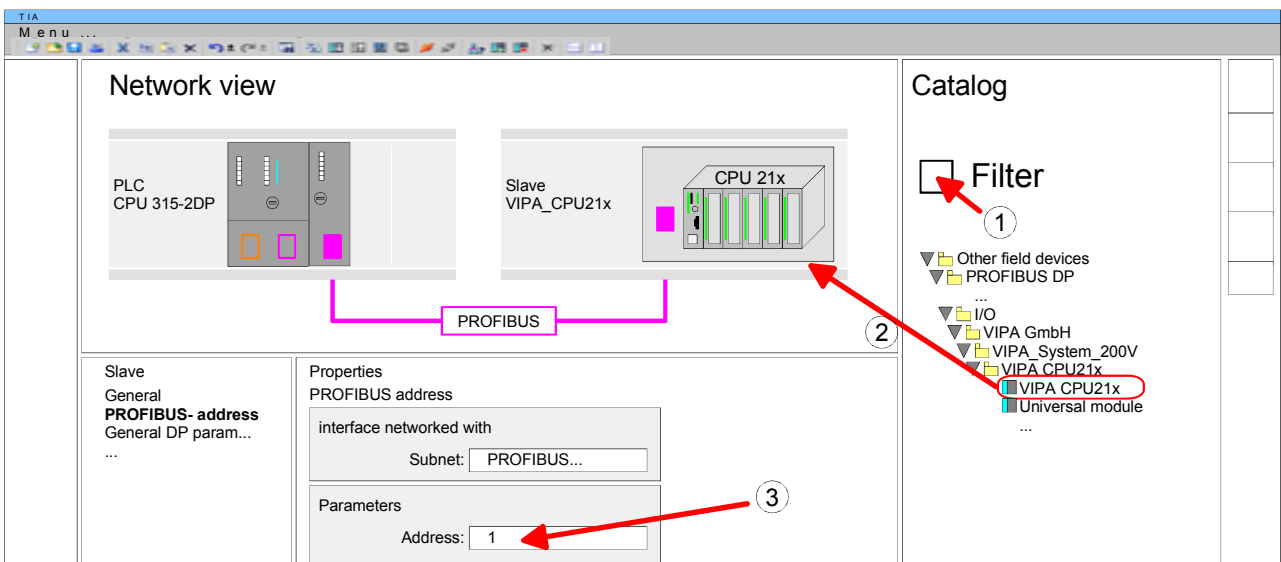 TIA
Menu ...
Network view
PLC
CPU 315-2DP
Slave
VIPA_CPU21x
CPU 21x
PROFIBUS
2
Catalog
Filter
1
Other field devices
PROFIBUS DP
...
I/O
VIPA GmbH
VIPA_System_200V
VIPA CPU21x
VIPA CPU21x
Universal module
...
Slave
General
PROFIBUS- address
General DP param...
...
Properties
PROFIBUS address
interface networked with
Subnet: PROFIBUS...
Parameters
Address: 1
3